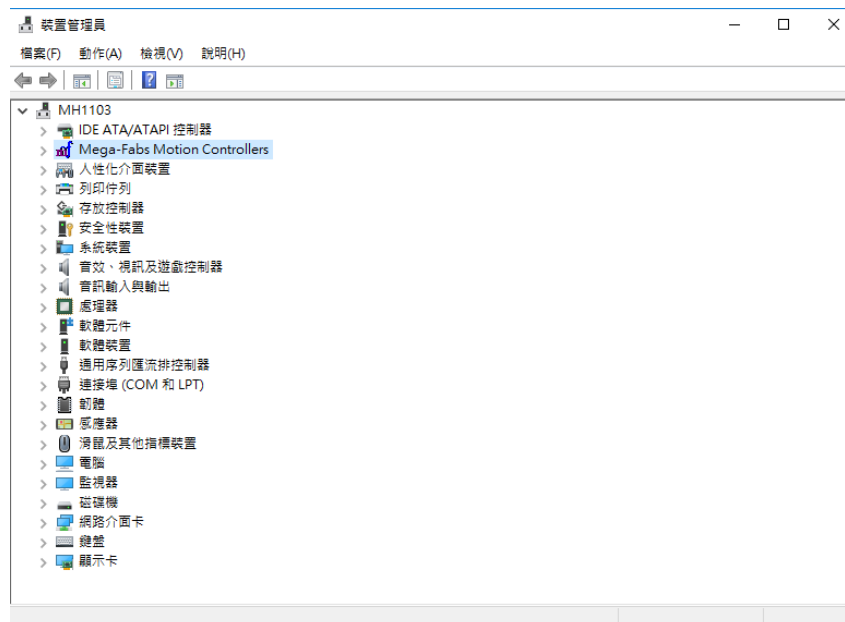 裝置管理員
檔案(F) 動作(A) 檢視(V) 說明(H)
MH1103
IDE ATA/ATAPI 控制器
Mega-Fabs Motion Controllers
人性化介面裝置
列印佇列
存放控制器
安全性裝置
系統裝置
音效、視訊及遊戲控制器
音訊輸入與輸出
處理器
軟體元件
軟體裝置
通用序列匯流排控制器
連接埠 (COM 和 LPT)
韌體
感應器
滑鼠及其他指標裝置
電腦
監視器
磁碟機
網路介面卡
鍵盤
顯示卡